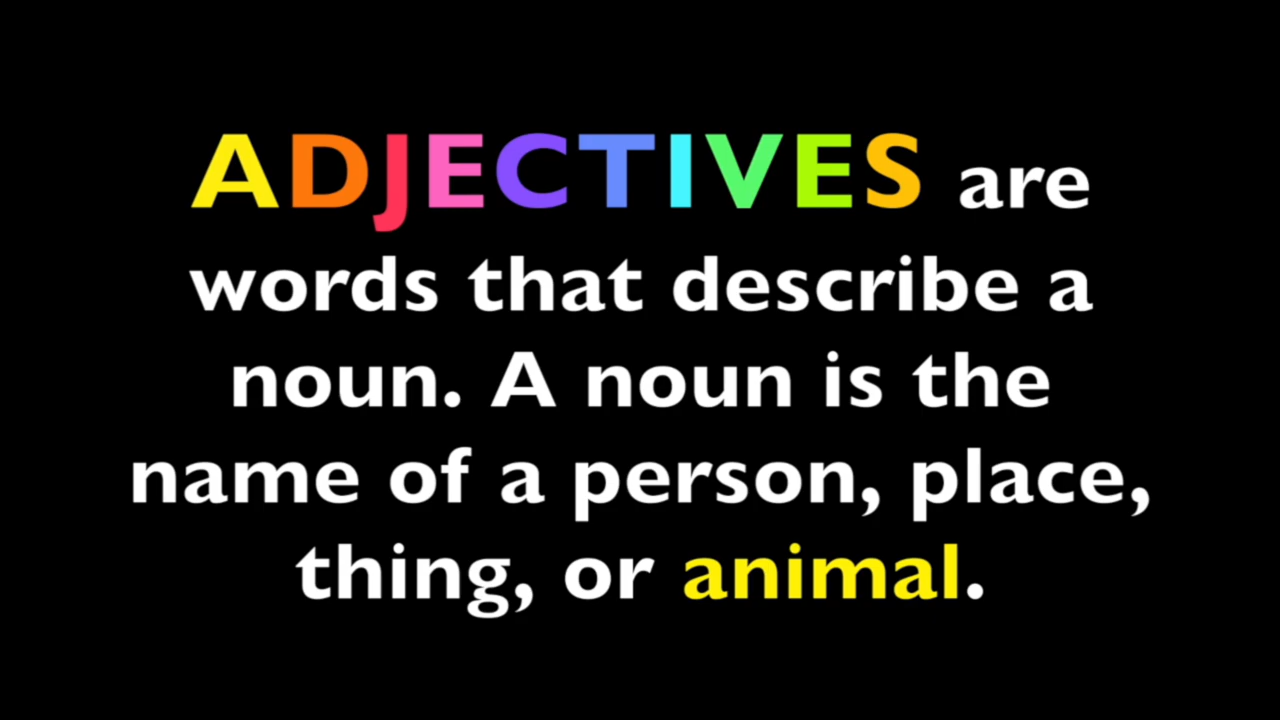 ADJECTIVES are
words that describe a
noun. A noun is the
name of a person, place,
thing, or animal.